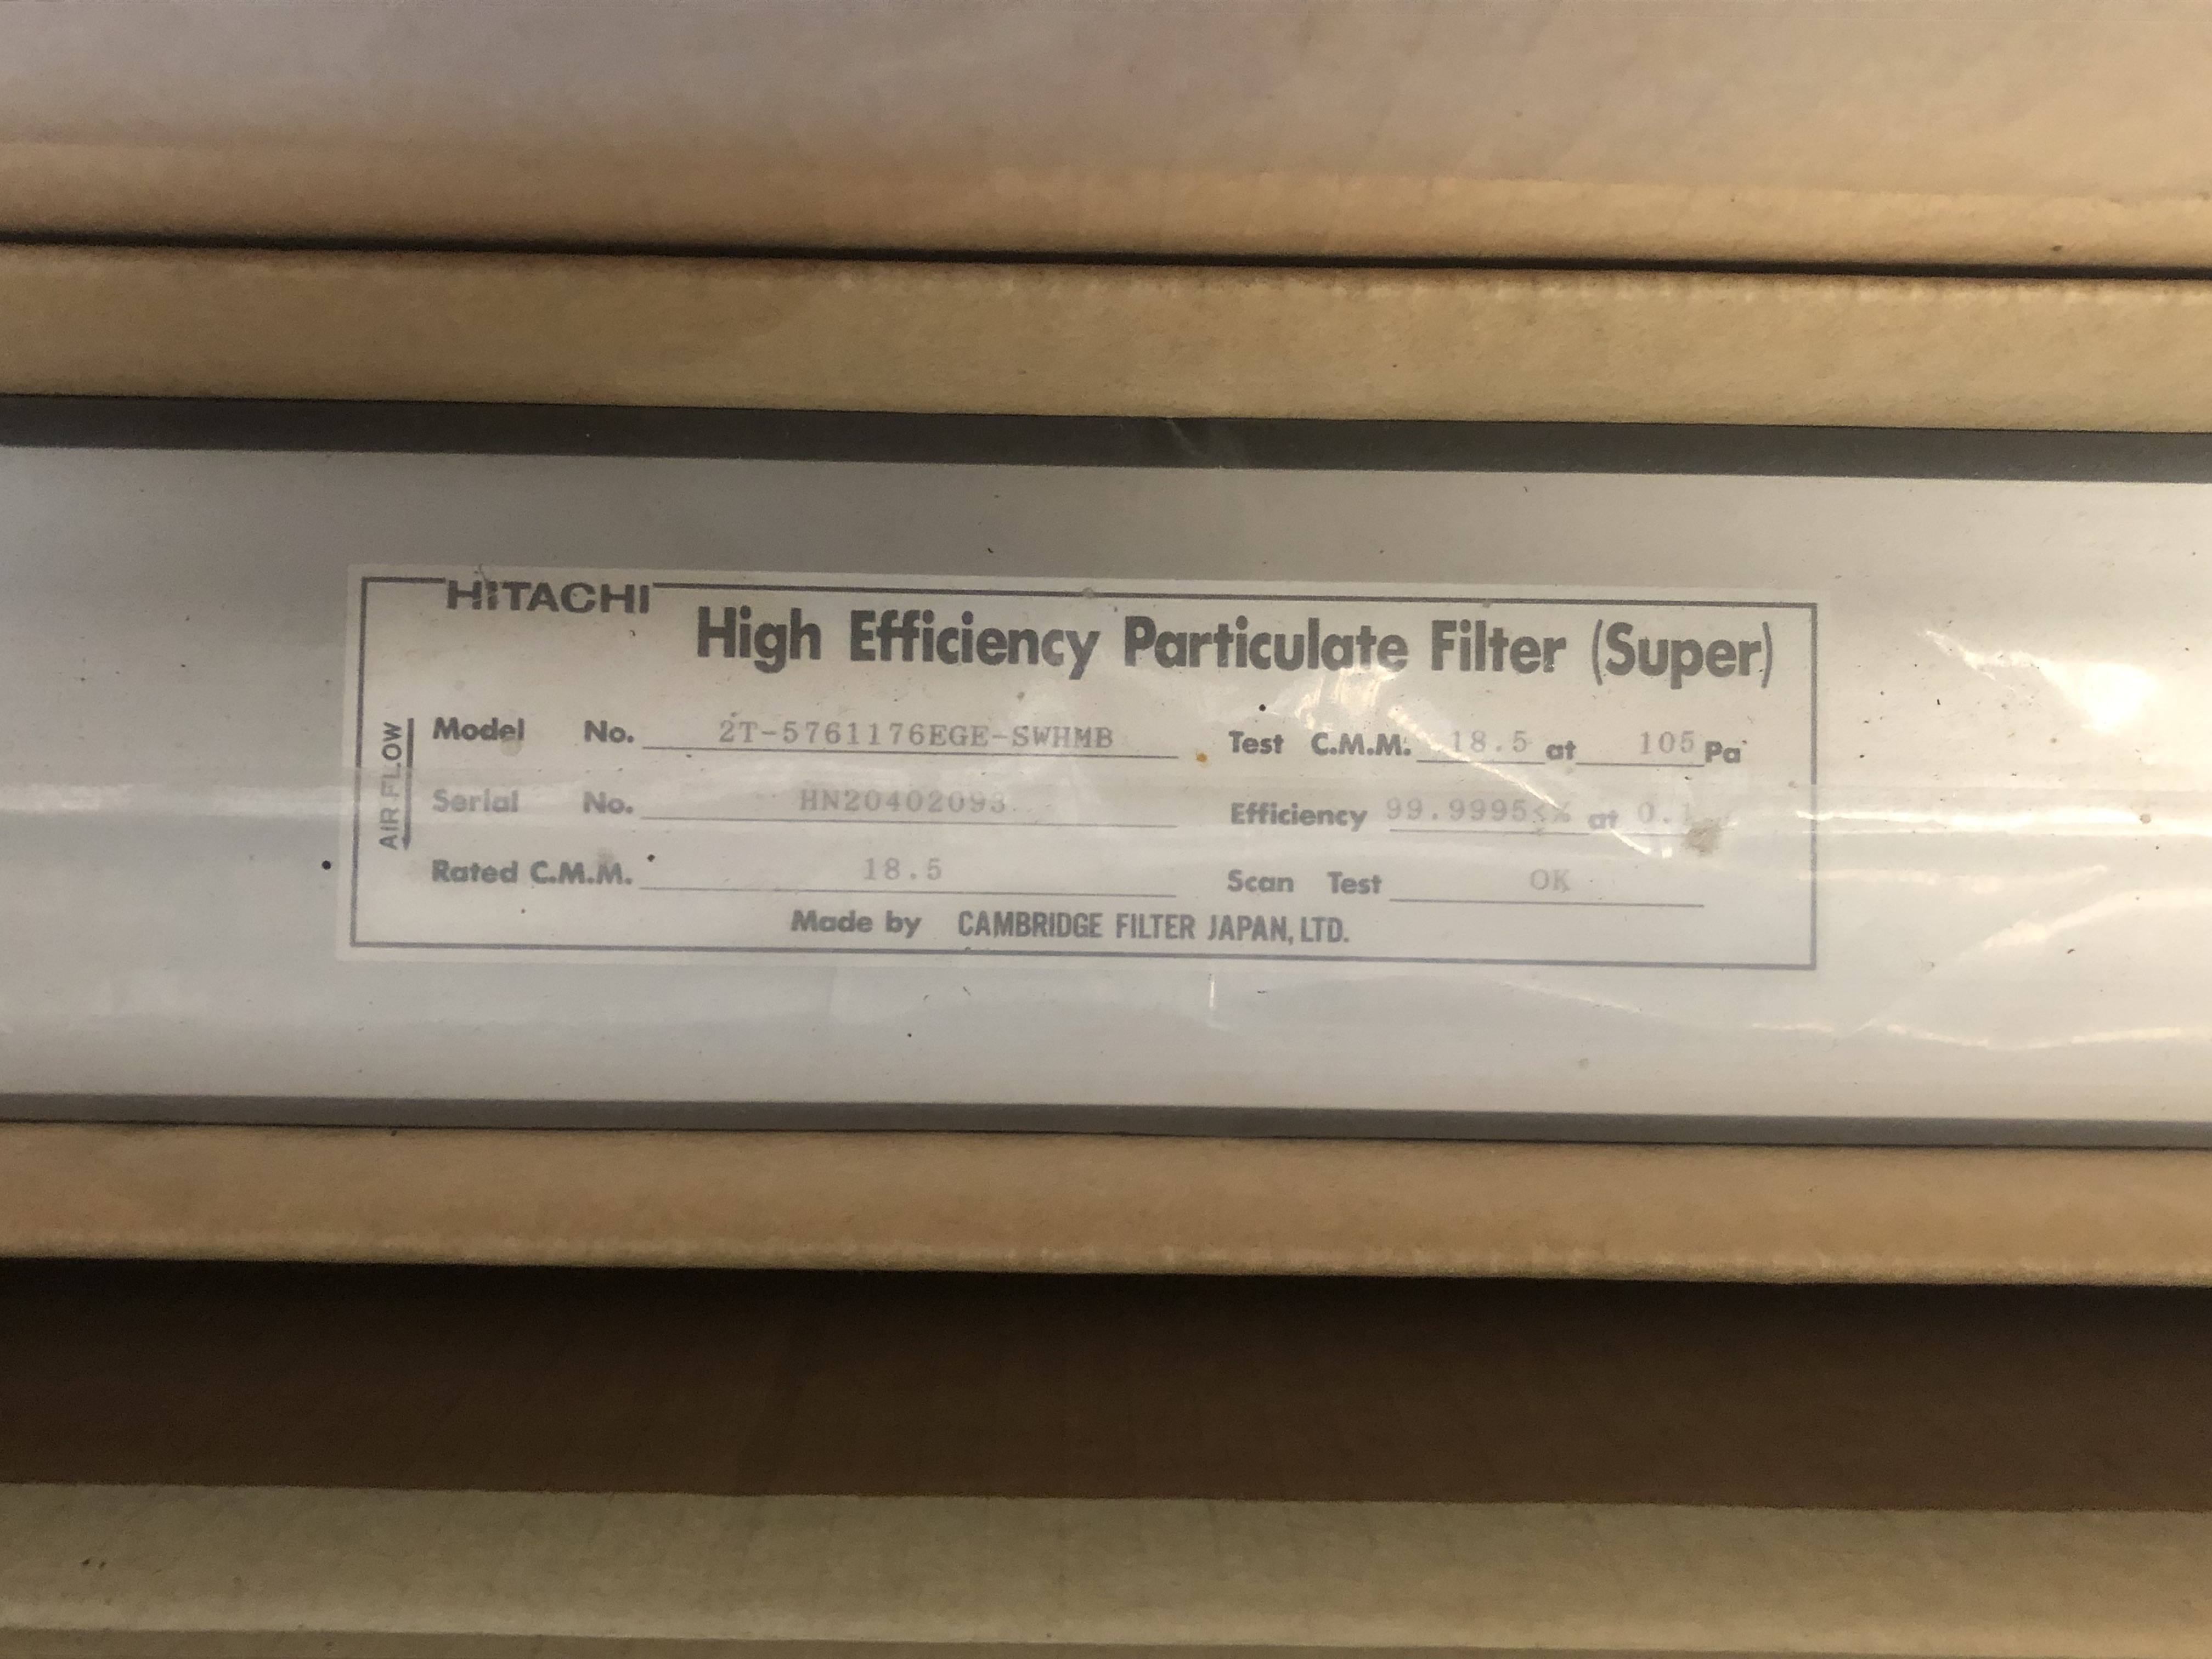 HITACHI
High Efficiency Particulate Filter (Super)
AIR FLOW
Model No. 2T-5761176EGE-SWHMB Test C.M.M. 18.5 at 105 Pa
Serial No. HN20402093 Efficiency 99.9995≤% at 0.1
Rated C.M.M. 18.5 Scan Test OK
Made by CAMBRIDGE FILTER JAPAN, LTD.